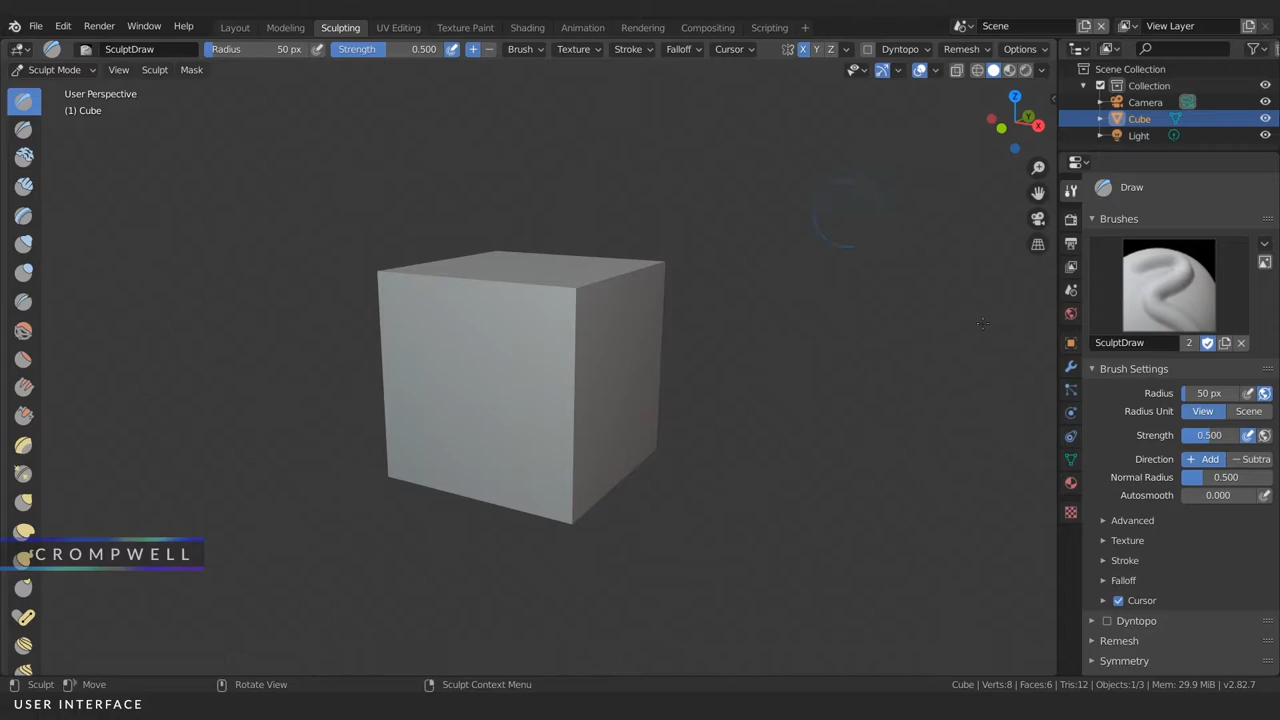 File Edit Render Window Help Layout Modeling Sculpting UV Editing Texture Paint Shading Animation Rendering Compositing Scripting + Scene View Layer
SculptDraw Radius 50 px Strength 0.500 Brush Texture Stroke Falloff Cursor X Y Z Dyntopo Remesh Options
Sculpt Mode View Sculpt Mask
Scene Collection
Collection
Camera
Cube
Light
User Perspective
(1) Cube
Z
Y
X
Draw
Brushes
SculptDraw 2
Brush Settings
Radius 50 px
Radius Unit View Scene
Strength 0.500
Direction + Add − Subtra
Normal Radius 0.500
Autosmooth 0.000
Advanced
Texture
Stroke
Falloff
Cursor
Dyntopo
Remesh
Symmetry
CROMPWELL
Sculpt Move Rotate View Sculpt Context Menu Cube | Verts:8 | Faces:6 | Tris:12 | Objects:1/3 | Mem: 29.9 MiB | v2.82.7
USER INTERFACE